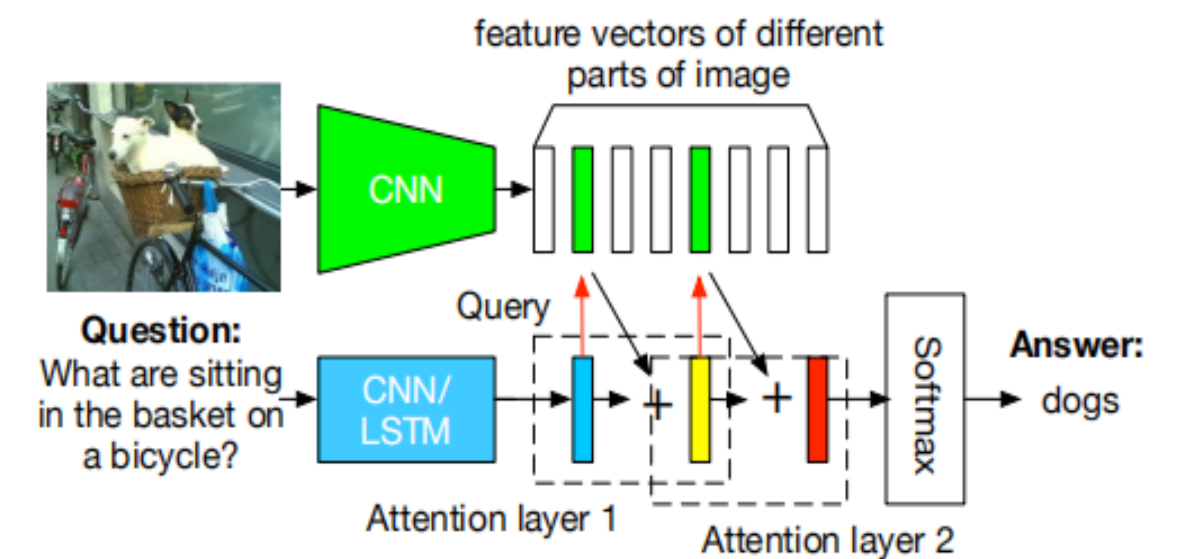 feature vectors of different
parts of image
CNN
Query
Question:
What are sitting
in the basket on
a bicycle?
CNN/
LSTM
+
+
Softmax
Answer:
dogs
Attention layer 1
Attention layer 2